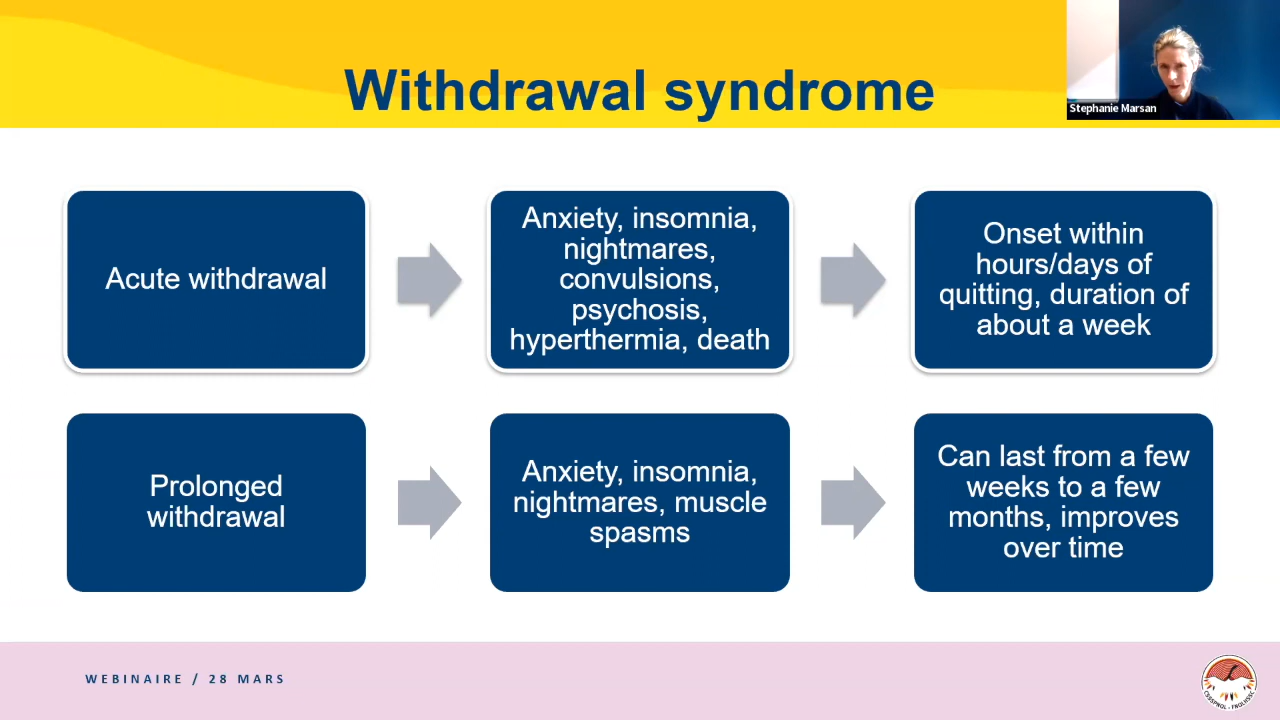 Withdrawal syndrome
Stephanie Marsan
Acute withdrawal
Anxiety, insomnia,
nightmares,
convulsions,
psychosis,
hyperthermia, death
Onset within
hours/days of
quitting, duration of
about a week
Prolonged
withdrawal
Anxiety, insomnia,
nightmares, muscle
spasms
Can last from a few
weeks to a few
months, improves
over time
WEBINAIRE / 28 MARS
CSSSPNQL - FNQLHSSC